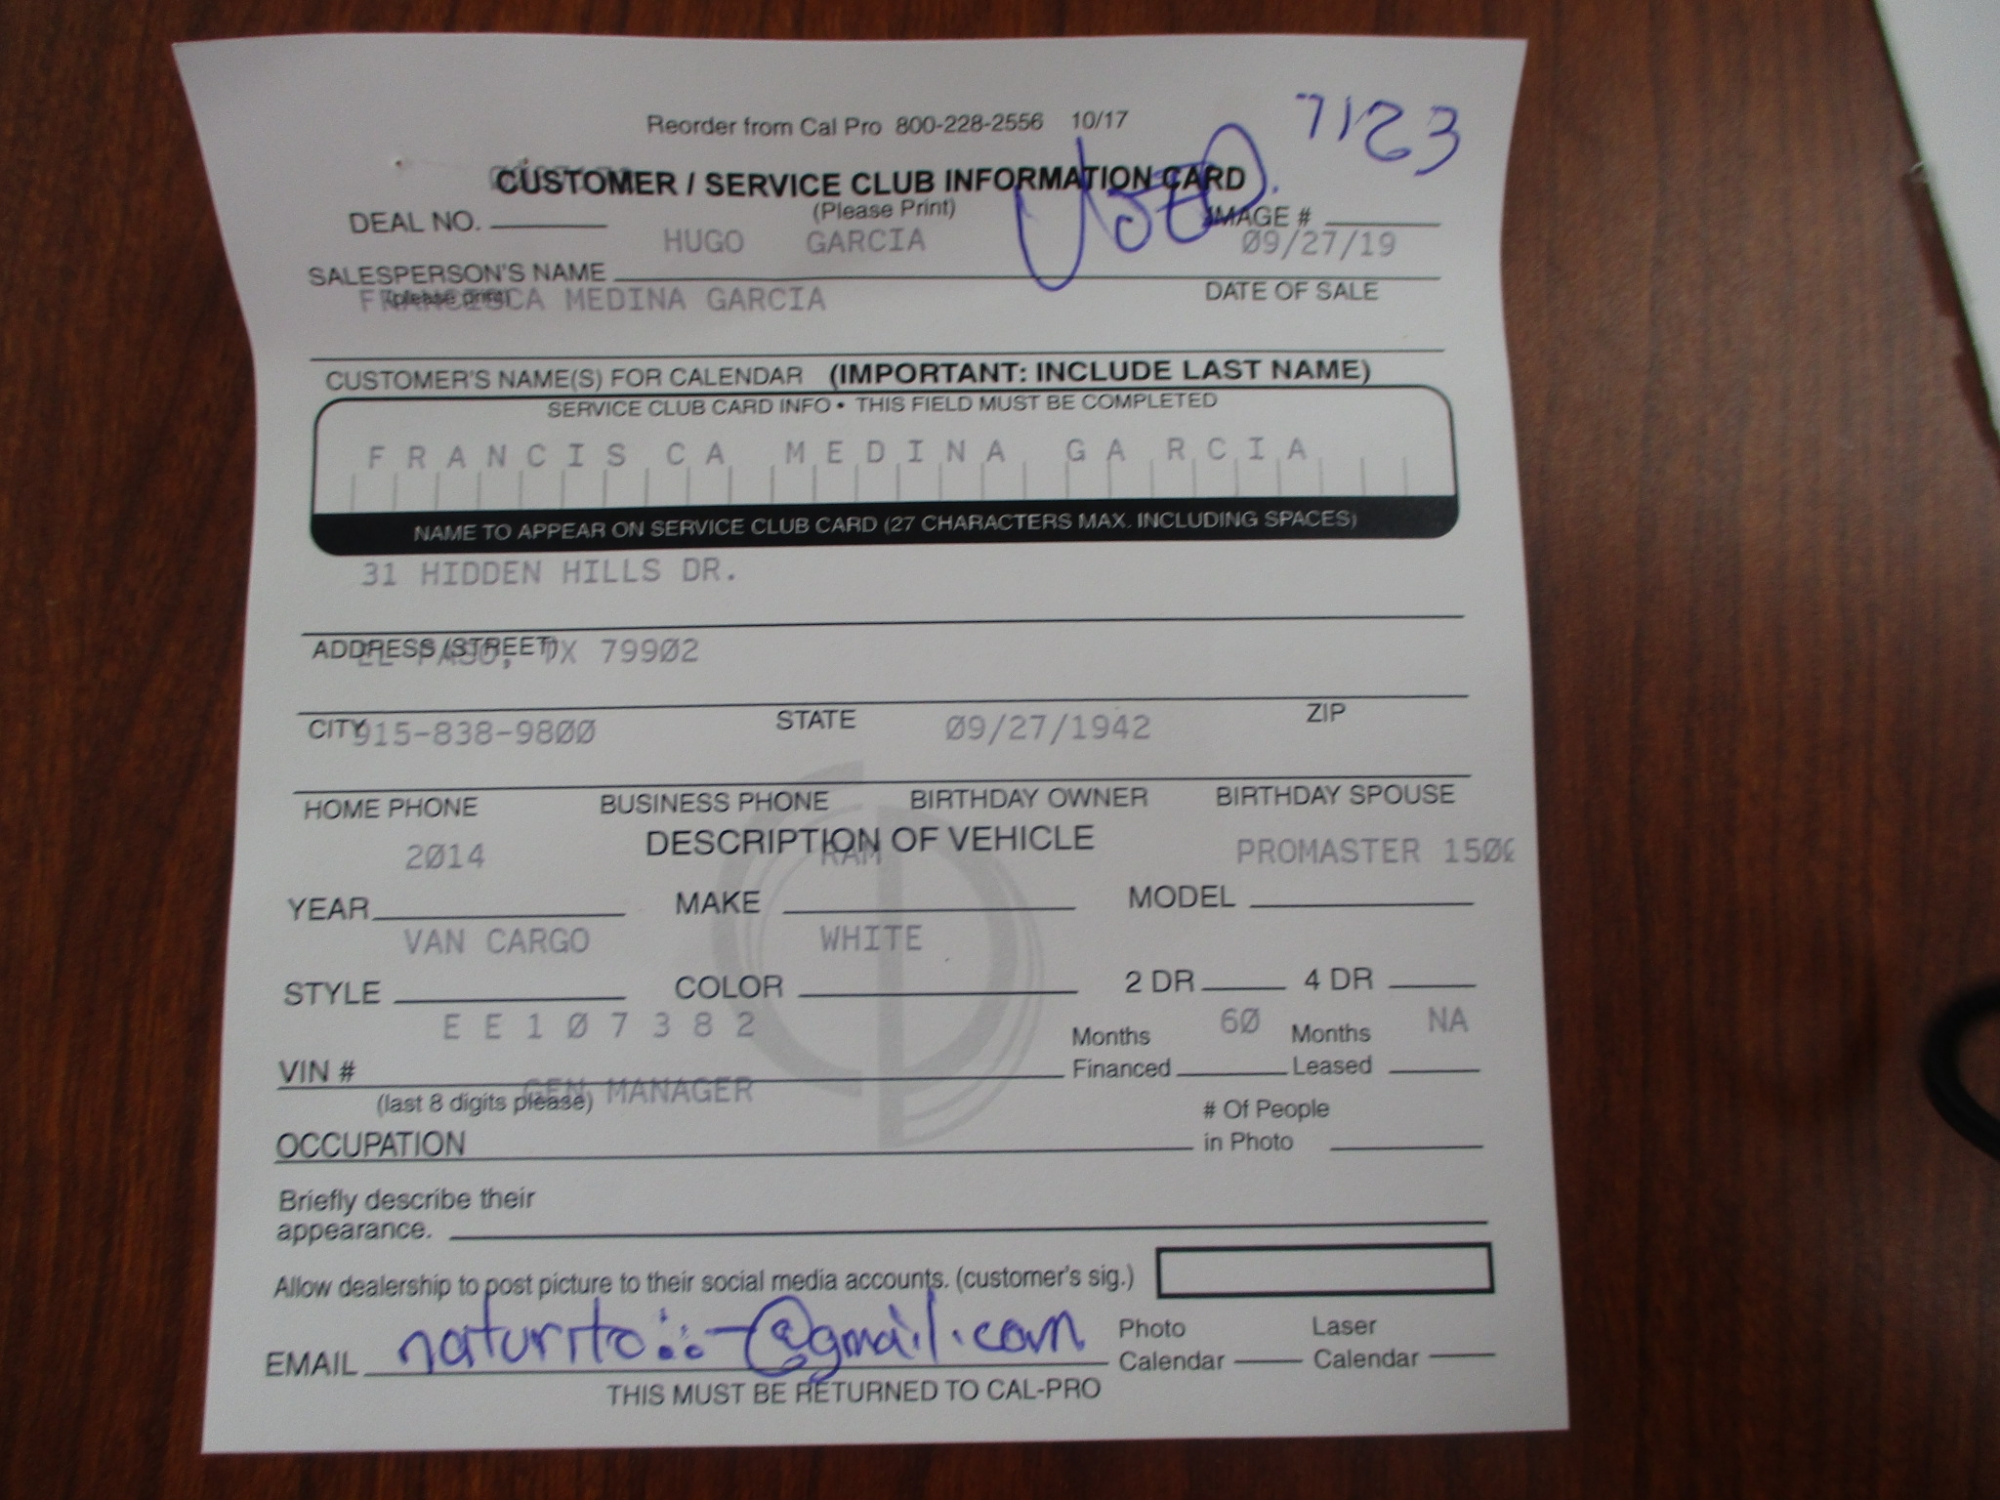 Reorder from Cal Pro 800-228-2556 10/17
7123
CUSTOMER / SERVICE CLUB INFORMATION CARD
(Please Print)
USED.
DEAL NO.
IMAGE #
HUGO GARCIA
09/27/19
SALESPERSON'S NAME
(please print)
DATE OF SALE
FRANCISCA MEDINA GARCIA
CUSTOMER'S NAME(S) FOR CALENDAR (IMPORTANT: INCLUDE LAST NAME)
SERVICE CLUB CARD INFO • THIS FIELD MUST BE COMPLETED
FRANCISCA MEDINA GARCIA
NAME TO APPEAR ON SERVICE CLUB CARD (27 CHARACTERS MAX. INCLUDING SPACES)
31 HIDDEN HILLS DR.
ADDRESS (STREET)
EL PASO, TX 79902
CITY STATE ZIP
915-838-9800 09/27/1942
HOME PHONE BUSINESS PHONE BIRTHDAY OWNER BIRTHDAY SPOUSE
DESCRIPTION OF VEHICLE
2014 RAM PROMASTER 150
YEAR MAKE MODEL
VAN CARGO WHITE
STYLE COLOR 2 DR 4 DR
EE107382
Months Financed 60 Months Leased NA
VIN #
(last 8 digits please)
GEN MANAGER
OCCUPATION
# Of People in Photo
Briefly describe their
appearance.
Allow dealership to post picture to their social media accounts. (customer's sig.)
EMAIL @gmail.com
Photo Calendar Laser Calendar
THIS MUST BE RETURNED TO CAL-PRO